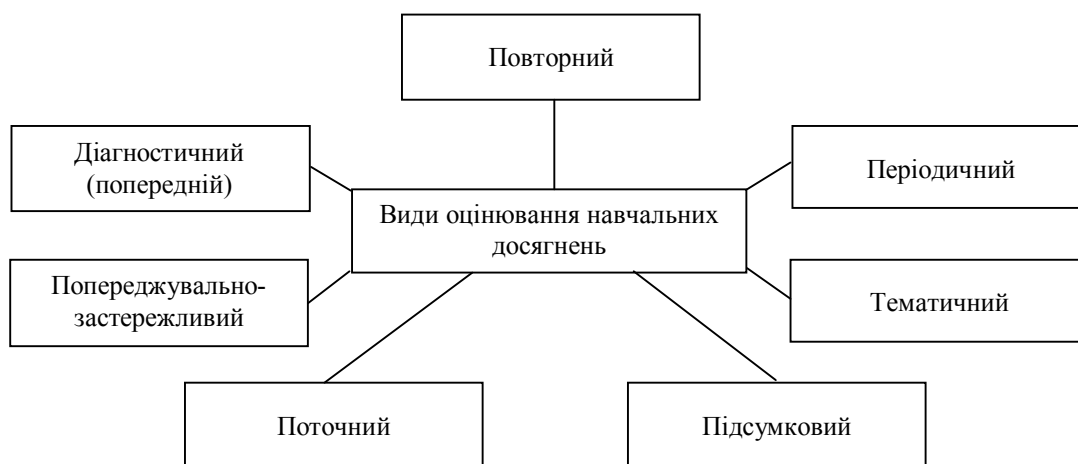 Повторний
Діагностичний
(попередній)
Періодичний
Види оцінювання навчальних
досягнень
Попереджувально-
застережливий
Тематичний
Поточний
Підсумковий